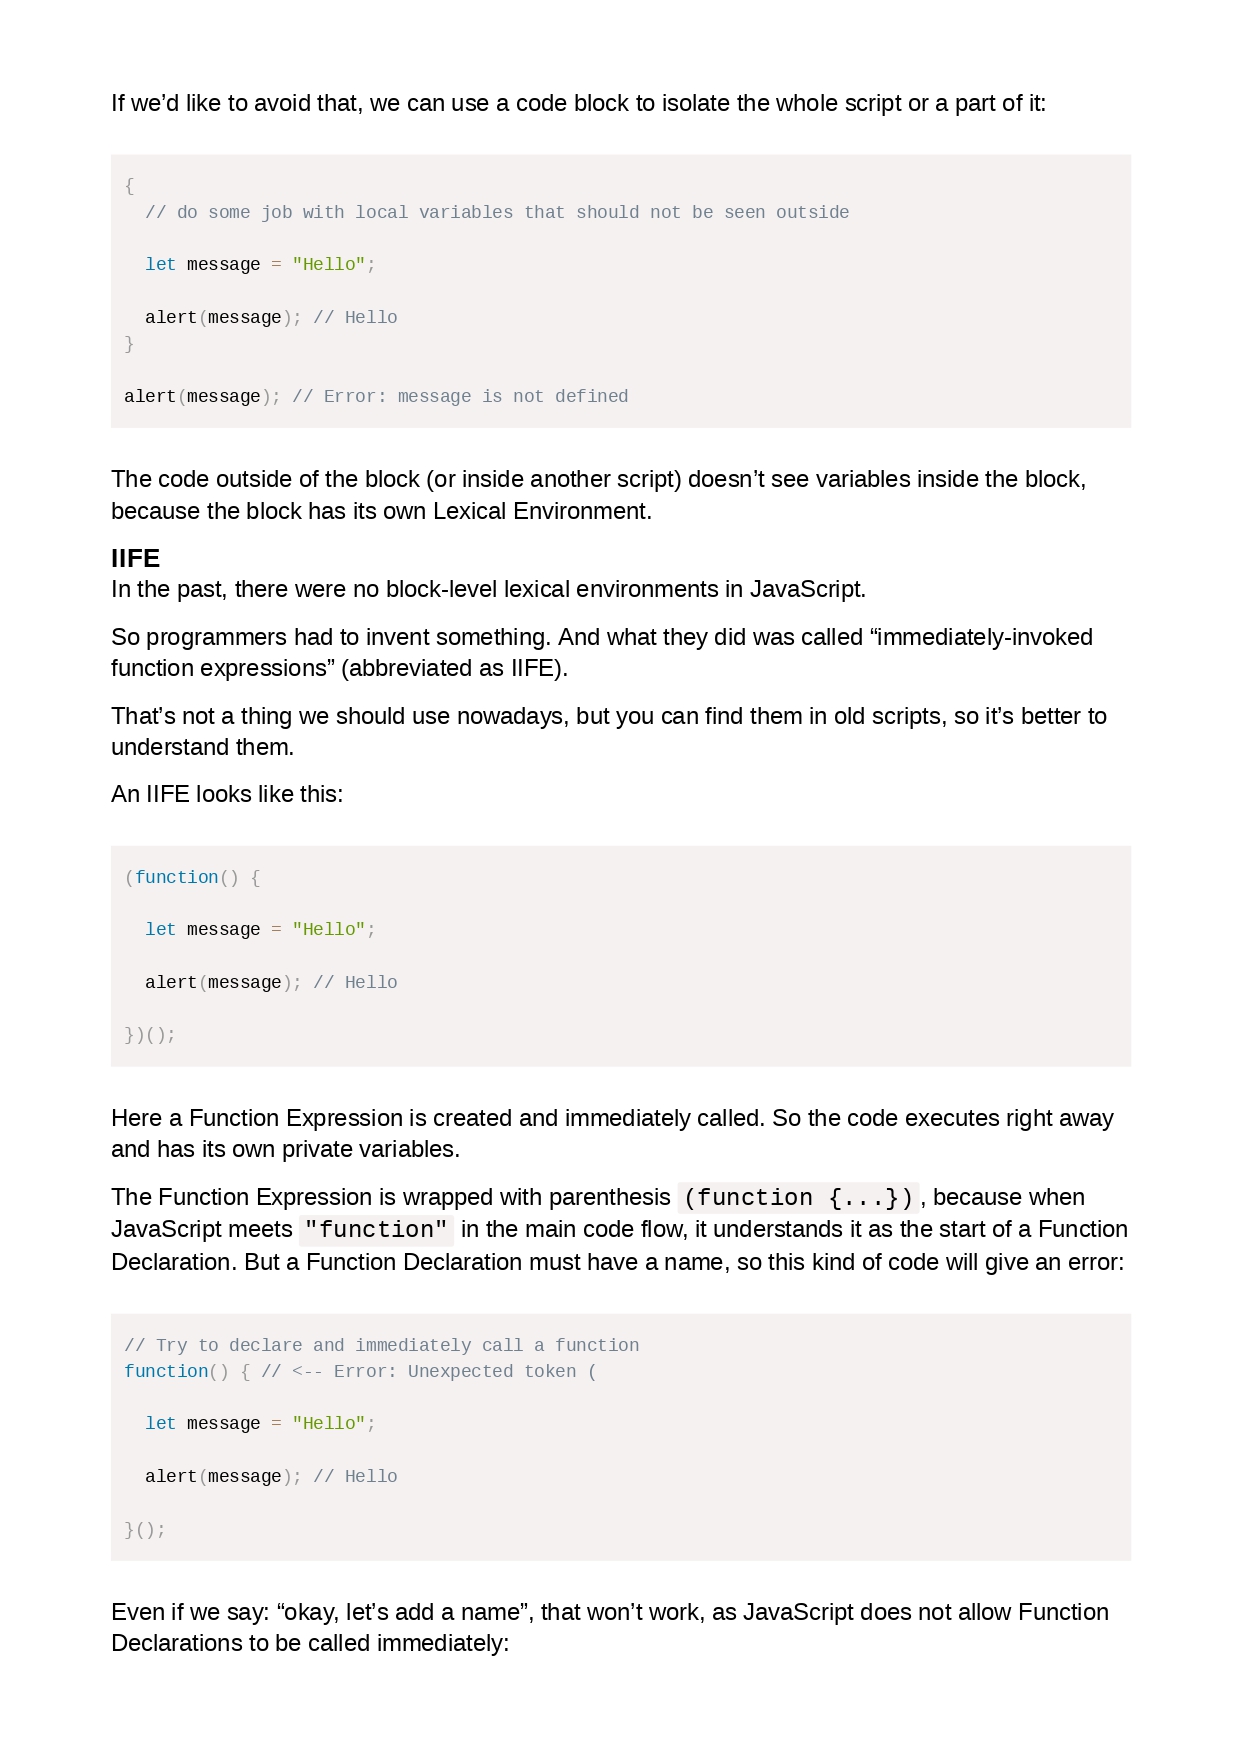 If we’d like to avoid that, we can use a code block to isolate the whole script or a part of it:
{
  // do some job with local variables that should not be seen outside
  let message = "Hello";
  alert(message); // Hello
}
alert(message); // Error: message is not defined
The code outside of the block (or inside another script) doesn’t see variables inside the block,
because the block has its own Lexical Environment.
IIFE
In the past, there were no block-level lexical environments in JavaScript.
So programmers had to invent something. And what they did was called “immediately-invoked
function expressions” (abbreviated as IIFE).
That’s not a thing we should use nowadays, but you can find them in old scripts, so it’s better to
understand them.
An IIFE looks like this:
(function() {
  let message = "Hello";
  alert(message); // Hello
})();
Here a Function Expression is created and immediately called. So the code executes right away
and has its own private variables.
The Function Expression is wrapped with parenthesis (function {...}), because when
JavaScript meets "function" in the main code flow, it understands it as the start of a Function
Declaration. But a Function Declaration must have a name, so this kind of code will give an error:
// Try to declare and immediately call a function
function() { // <-- Error: Unexpected token (
  let message = "Hello";
  alert(message); // Hello
}();
Even if we say: “okay, let’s add a name”, that won’t work, as JavaScript does not allow Function
Declarations to be called immediately: